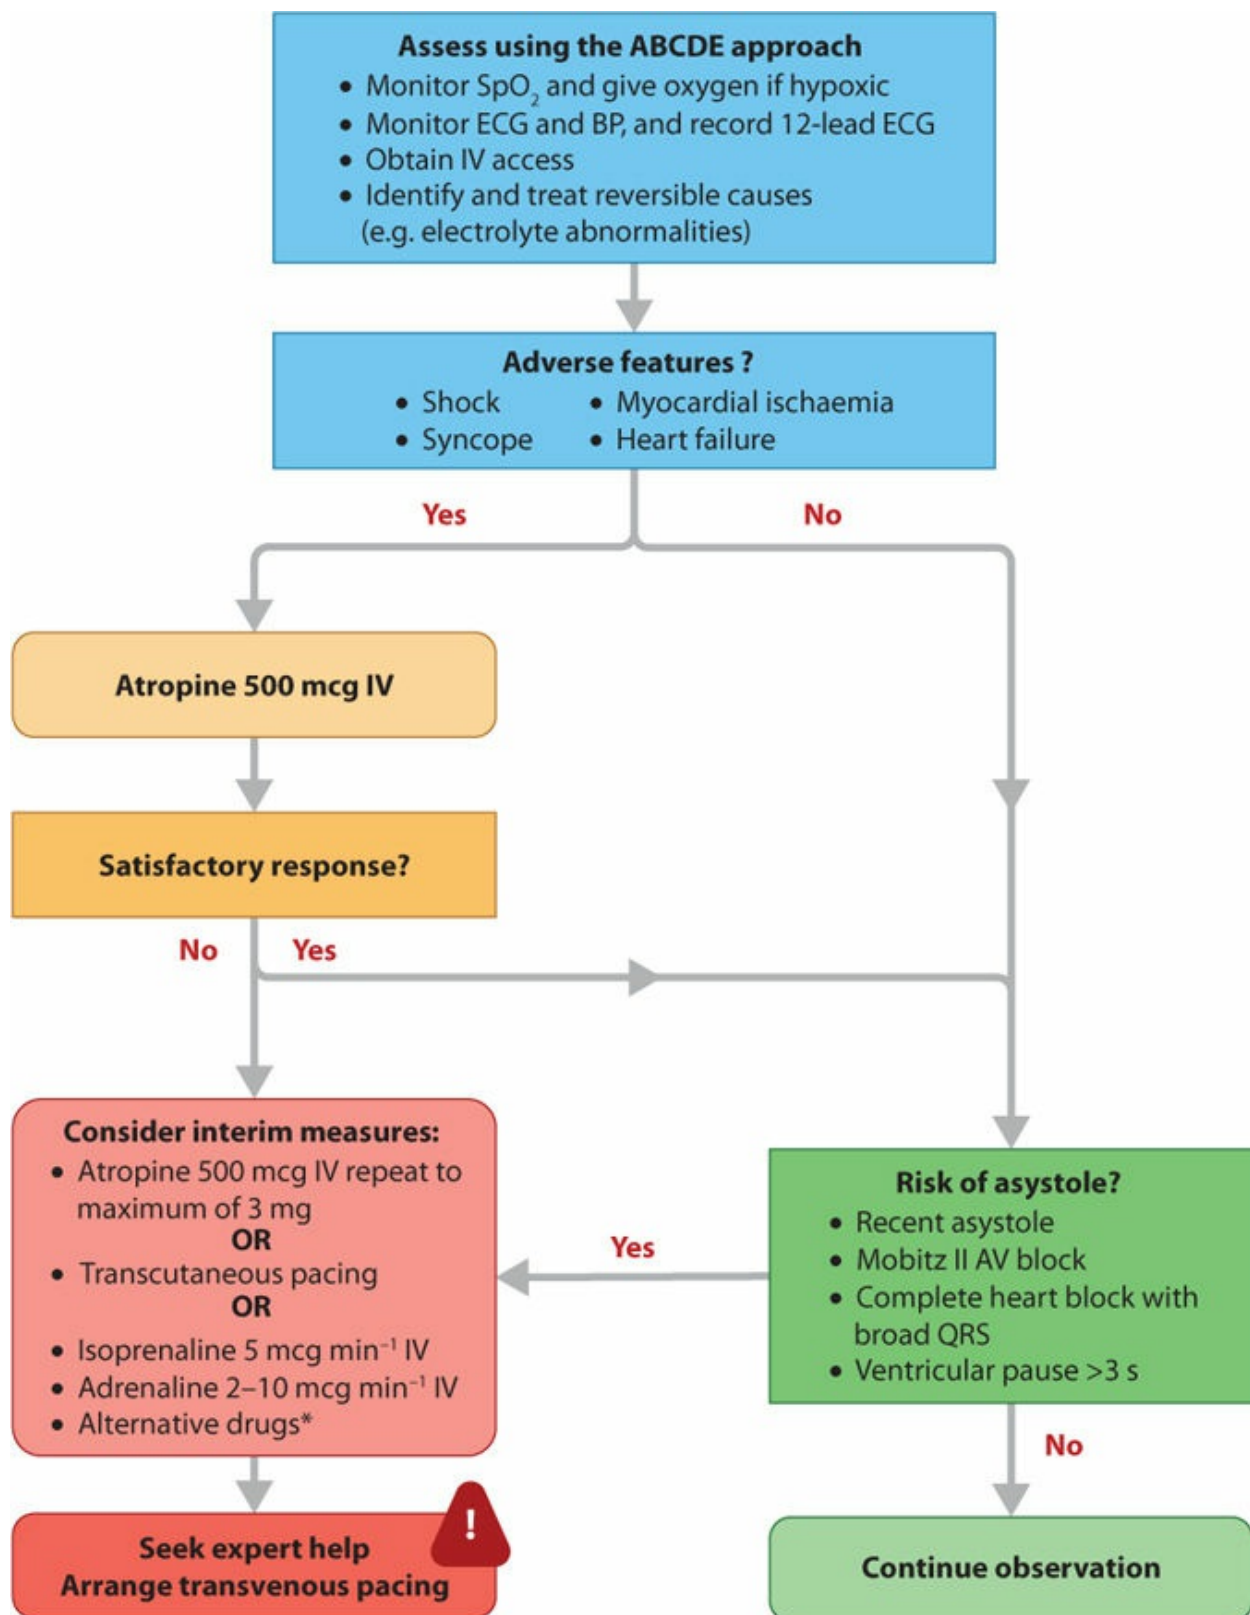 Assess using the ABCDE approach
• Monitor SpO₂ and give oxygen if hypoxic
• Monitor ECG and BP, and record 12-lead ECG
• Obtain IV access
• Identify and treat reversible causes
(e.g. electrolyte abnormalities)
Adverse features ?
• Shock
• Syncope
• Myocardial ischaemia
• Heart failure
Yes
No
Atropine 500 mcg IV
Satisfactory response?
No
Yes
Consider interim measures:
• Atropine 500 mcg IV repeat to
maximum of 3 mg
OR
• Transcutaneous pacing
OR
• Isoprenaline 5 mcg min⁻¹ IV
• Adrenaline 2–10 mcg min⁻¹ IV
• Alternative drugs*
Yes
Risk of asystole?
• Recent asystole
• Mobitz II AV block
• Complete heart block with
broad QRS
• Ventricular pause >3 s
No
!
Seek expert help
Arrange transvenous pacing
Continue observation